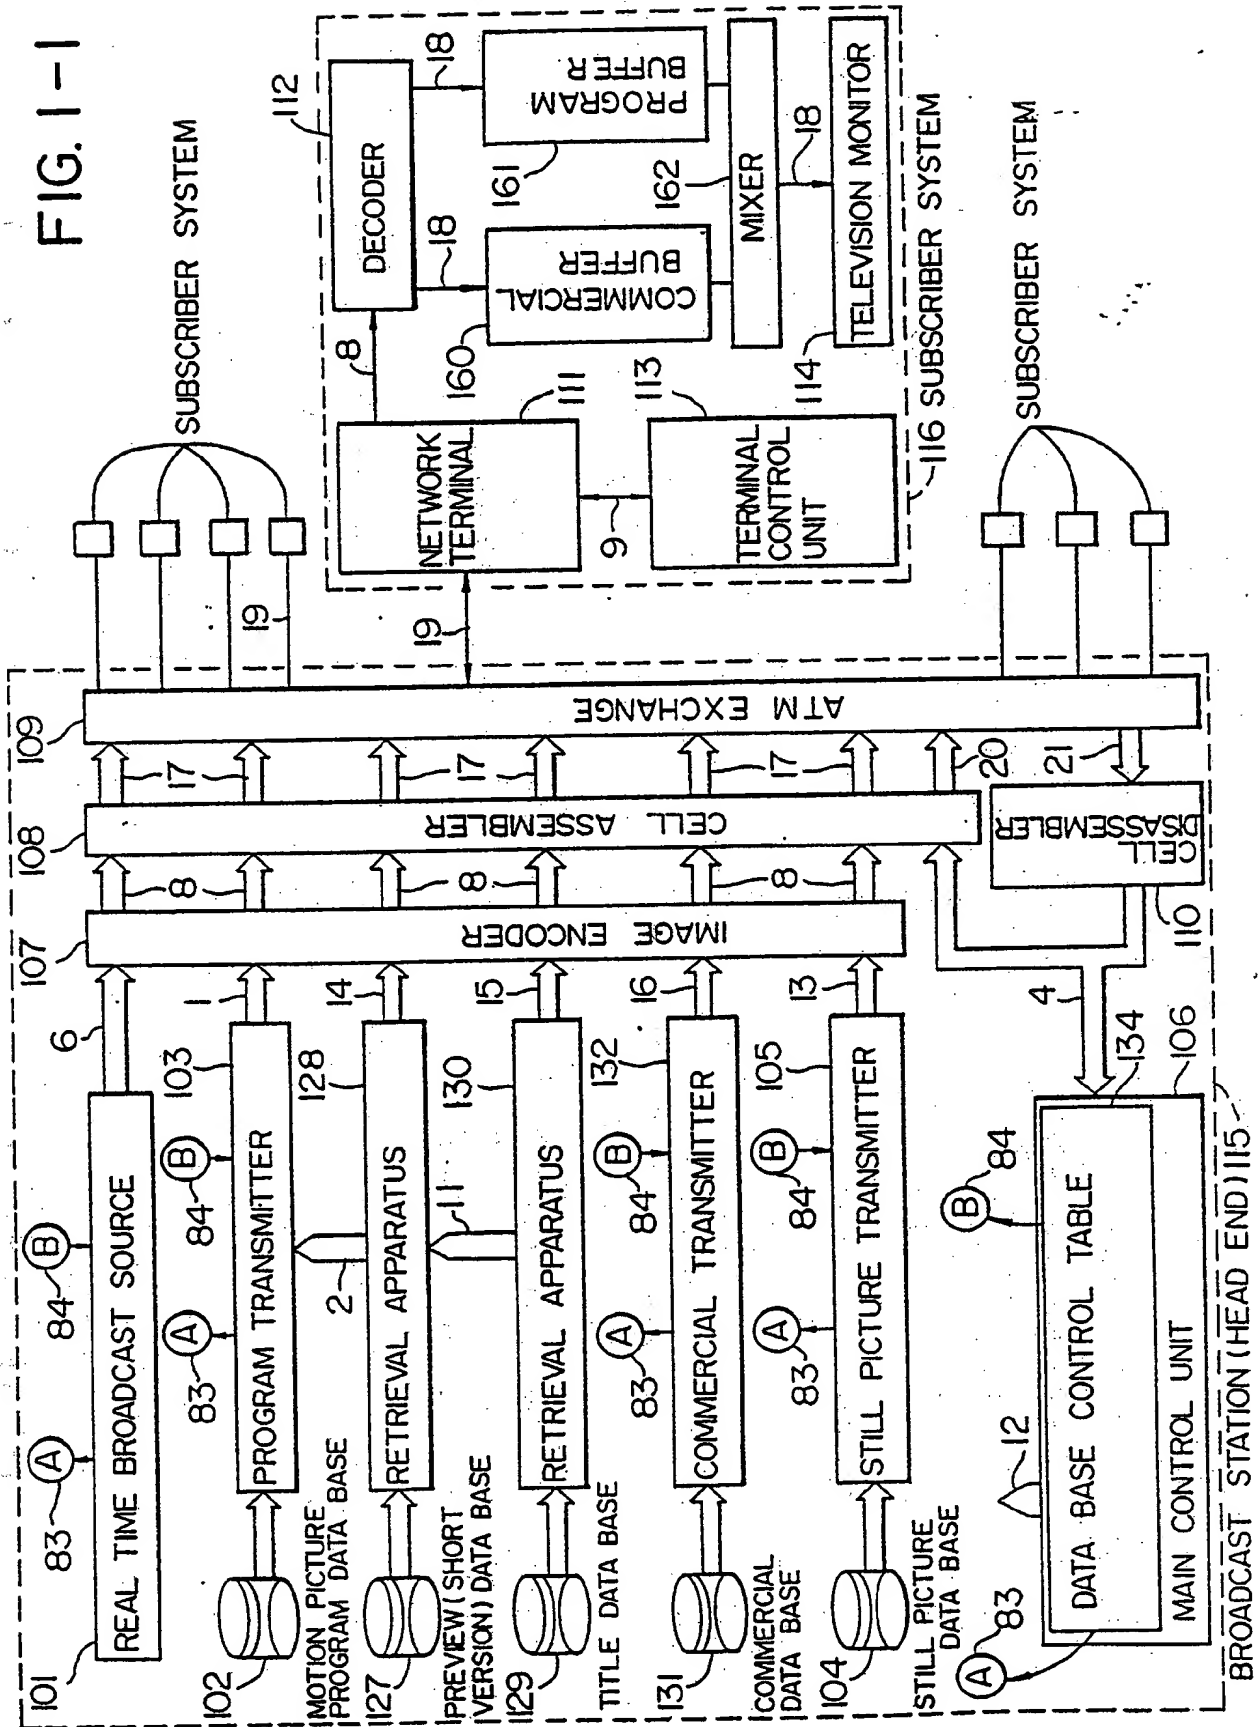 FIG. 1-1
101
REAL TIME BROADCAST SOURCE
83
A
84
B
6
102
MOTION PICTURE
PROGRAM DATA BASE
PROGRAM TRANSMITTER
103
83
A
84
B
1
127
PREVIEW (SHORT
VERSION) DATA BASE
RETRIEVAL APPARATUS
128
2
14
129
TITLE DATA BASE
RETRIEVAL APPARATUS
130
11
15
131
COMMERCIAL
DATA BASE
COMMERCIAL TRANSMITTER
132
83
A
84
B
16
104
STILL PICTURE
DATA BASE
STILL PICTURE TRANSMITTER
105
83
A
84
B
13
83
A
12
84
B
DATA BASE CONTROL TABLE
134
MAIN CONTROL UNIT
106
4
BROADCAST STATION (HEAD END) 115
107
IMAGE ENCODER
8
8
8
108
CELL ASSEMBLER
17
17
17
20
109
ATM EXCHANGE
21
CELL
DISASSEMBLER
110
19
SUBSCRIBER SYSTEM
19
NETWORK
TERMINAL
111
9
TERMINAL
CONTROL
UNIT
113
8
DECODER
112
18
18
COMMERCIAL
BUFFER
160
PROGRAM
BUFFER
161
MIXER
162
18
TELEVISION MONITOR
114
116 SUBSCRIBER SYSTEM
SUBSCRIBER SYSTEM